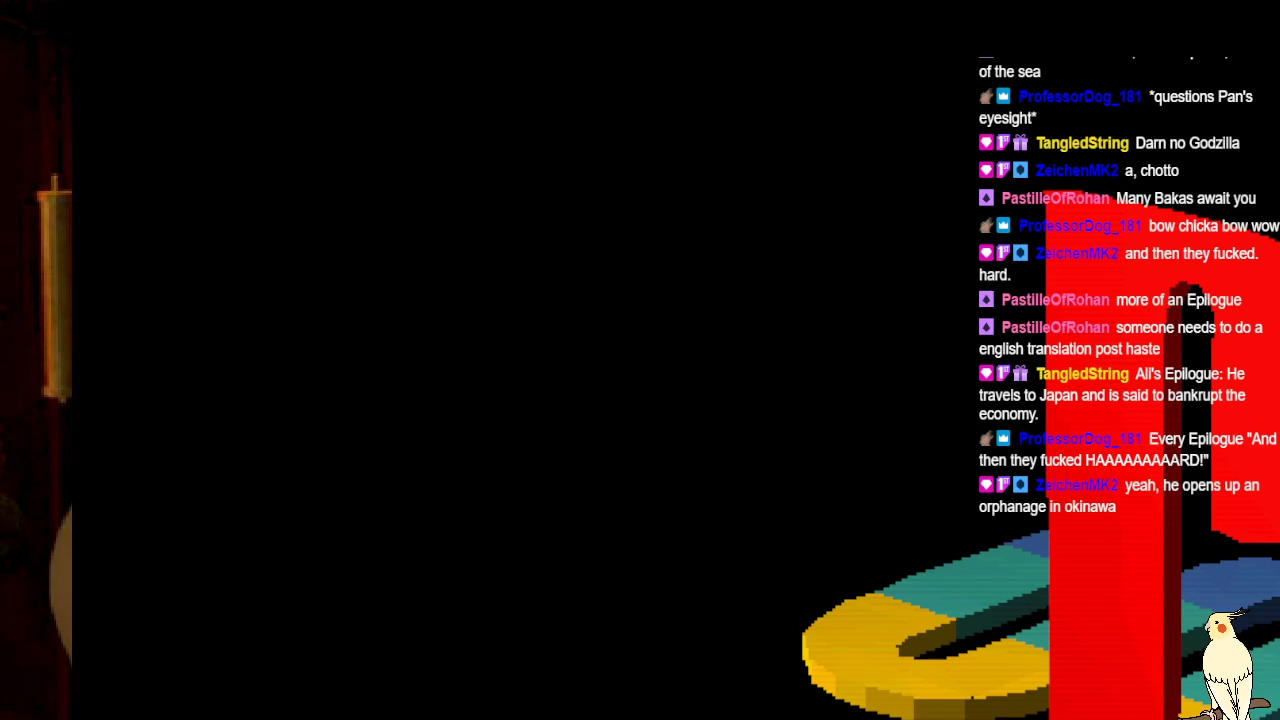 of the sea
ProfessorDog_181 *questions Pan's
eyesight*
TangledString Darn no Godzilla
ZeichenMK2 a, chotto
PastilleOfRohan Many Bakas await you
ProfessorDog_181 bow chicka bow wow
ZeichenMK2 and then they fucked.
hard.
PastilleOfRohan more of an Epilogue
PastilleOfRohan someone needs to do a
english translation post haste
TangledString Ali's Epilogue: He
travels to Japan and is said to bankrupt the
economy.
ProfessorDog_181 Every Epilogue "And
then they fucked HAAAAAAAARD!"
ZeichenMK2 yeah, he opens up an
orphanage in okinawa